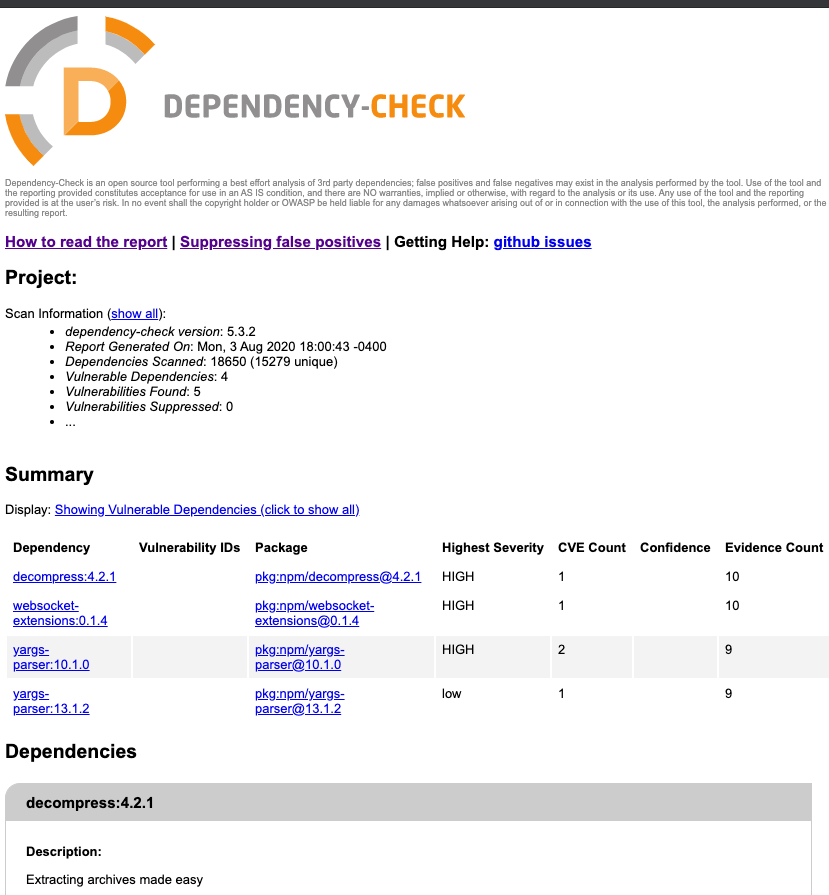 D
DEPENDENCY-CHECK
Dependency-Check is an open source tool performing a best effort analysis of 3rd party dependencies; false positives and false negatives may exist in the analysis performed by the tool. Use of the tool and
the reporting provided constitutes acceptance for use in an AS IS condition, and there are NO warranties, implied or otherwise, with regard to the analysis or its use. Any use of the tool and the reporting
provided is at the user's risk. In no event shall the copyright holder or OWASP be held liable for any damages whatsoever arising out of or in connection with the use of this tool, the analysis performed, or the
resulting report.
How to read the report | Suppressing false positives | Getting Help: github issues
Project:
Scan Information (show all):
• dependency-check version: 5.3.2
• Report Generated On: Mon, 3 Aug 2020 18:00:43 -0400
• Dependencies Scanned: 18650 (15279 unique)
• Vulnerable Dependencies: 4
• Vulnerabilities Found: 5
• Vulnerabilities Suppressed: 0
• ...
Summary
Display: Showing Vulnerable Dependencies (click to show all)
Dependency Vulnerability IDs Package Highest Severity CVE Count Confidence Evidence Count
decompress:4.2.1 pkg:npm/decompress@4.2.1 HIGH 1 10
websocket- pkg:npm/websocket- HIGH 1 10
extensions:0.1.4 extensions@0.1.4
yargs- pkg:npm/yargs- HIGH 2 9
parser:10.1.0 parser@10.1.0
yargs- pkg:npm/yargs- low 1 9
parser:13.1.2 parser@13.1.2
Dependencies
decompress:4.2.1
Description:
Extracting archives made easy